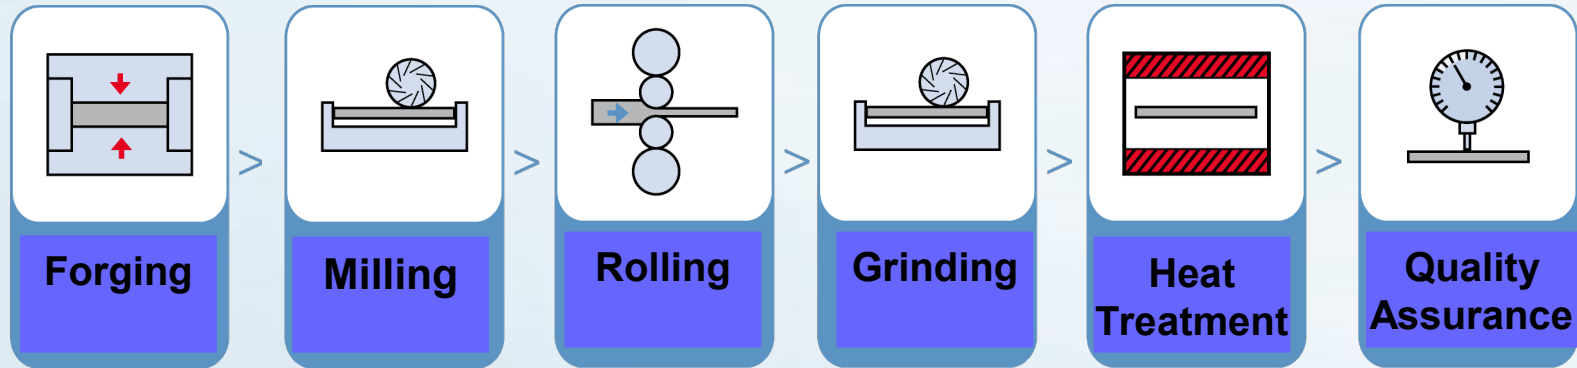 Forging
>
Milling
>
Rolling
>
Grinding
>
Heat
Treatment
>
Quality
Assurance